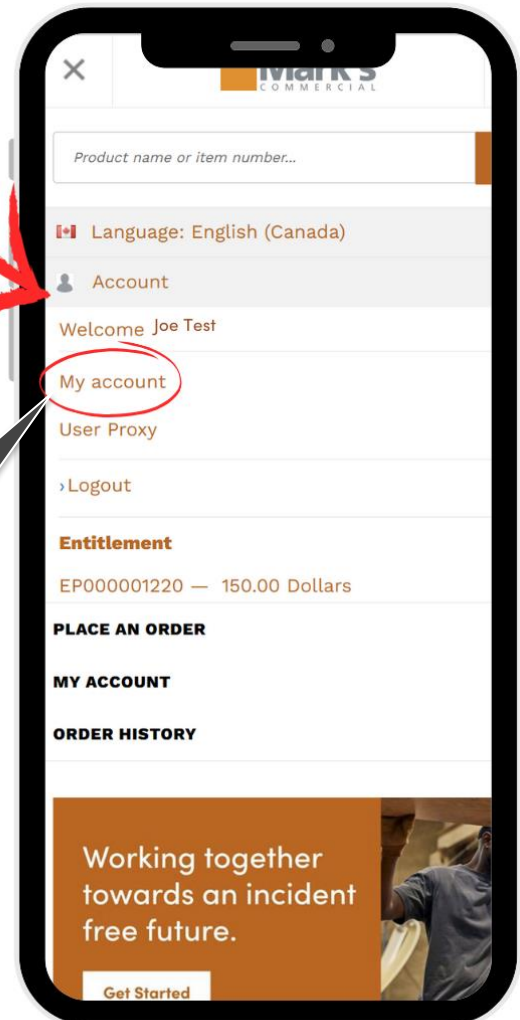 Mark's
COMMERCIAL
Product name or item number...
Language: English (Canada)
Account
Welcome Joe Test
My account
User Proxy
›Logout
Entitlement
EP000001220 — 150.00 Dollars
PLACE AN ORDER
MY ACCOUNT
ORDER HISTORY
Working together
towards an incident
free future.
Get Started